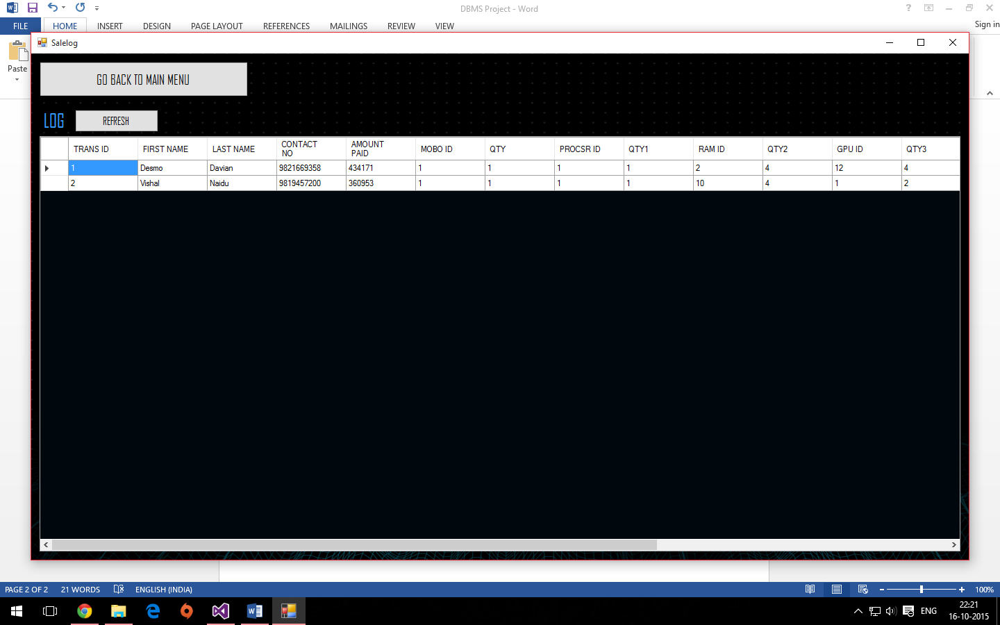 DBMS Project - Word
FILE HOME INSERT DESIGN PAGE LAYOUT REFERENCES MAILINGS REVIEW VIEW Sign in
Paste
Salelog
GO BACK TO MAIN MENU
LOG REFRESH
TRANS ID FIRST NAME LAST NAME CONTACT NO AMOUNT PAID MOBO ID QTY PROCSR ID QTY1 RAM ID QTY2 GPU ID QTY3
1 Desmo Davian 9821669358 434171 1 1 1 1 2 4 12 4
2 Vishal Naidu 9819457200 360953 1 1 1 1 10 4 1 2
PAGE 2 OF 2 21 WORDS ENGLISH (INDIA) 100%
ENG 22:21
16-10-2015